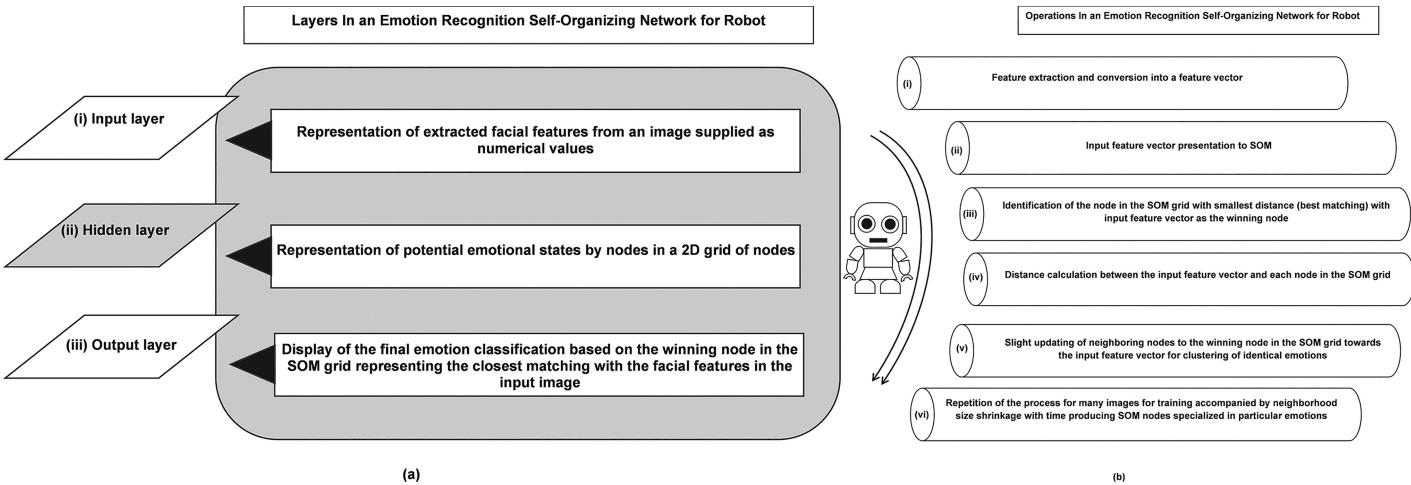 Layers In an Emotion Recognition Self-Organizing Network for Robot
(i) Input layer
Representation of extracted facial features from an image supplied as
numerical values
(ii) Hidden layer
Representation of potential emotional states by nodes in a 2D grid of nodes
(iii) Output layer
Display of the final emotion classification based on the winning node in the
SOM grid representing the closest matching with the facial features in the
input image
(a)
Operations In an Emotion Recognition Self-Organizing Network for Robot
(i)
Feature extraction and conversion into a feature vector
(ii)
Input feature vector presentation to SOM
(iii)
Identification of the node in the SOM grid with smallest distance (best matching) with
input feature vector as the winning node
(iv)
Distance calculation between the input feature vector and each node in the SOM grid
(v)
Slight updating of neighboring nodes to the winning node in the SOM grid towards
the input feature vector for clustering of identical emotions
(vi)
Repetition of the process for many images for training accompanied by neighborhood
size shrinkage with time producing SOM nodes specialized in particular emotions
(b)